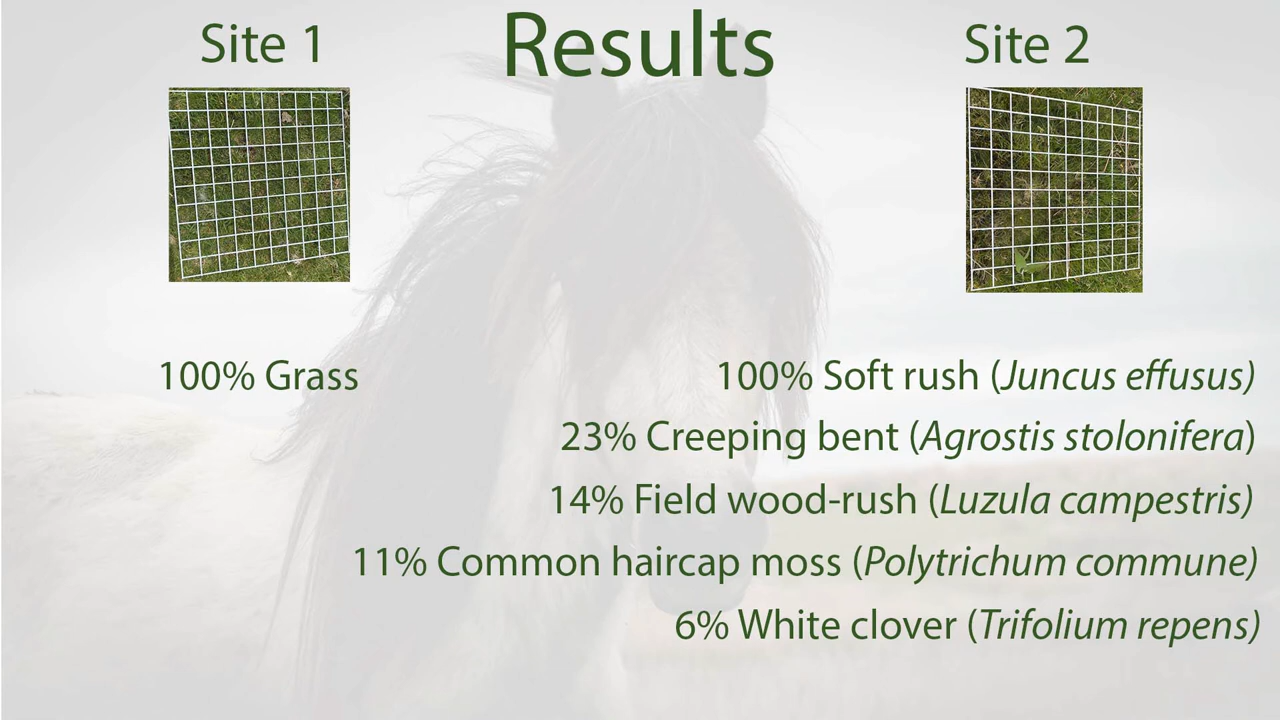 Results
Site 1
Site 2
100% Grass
100% Soft rush (Juncus effusus)
23% Creeping bent (Agrostis stolonifera)
14% Field wood-rush (Luzula campestris)
11% Common haircap moss (Polytrichum commune)
6% White clover (Trifolium repens)